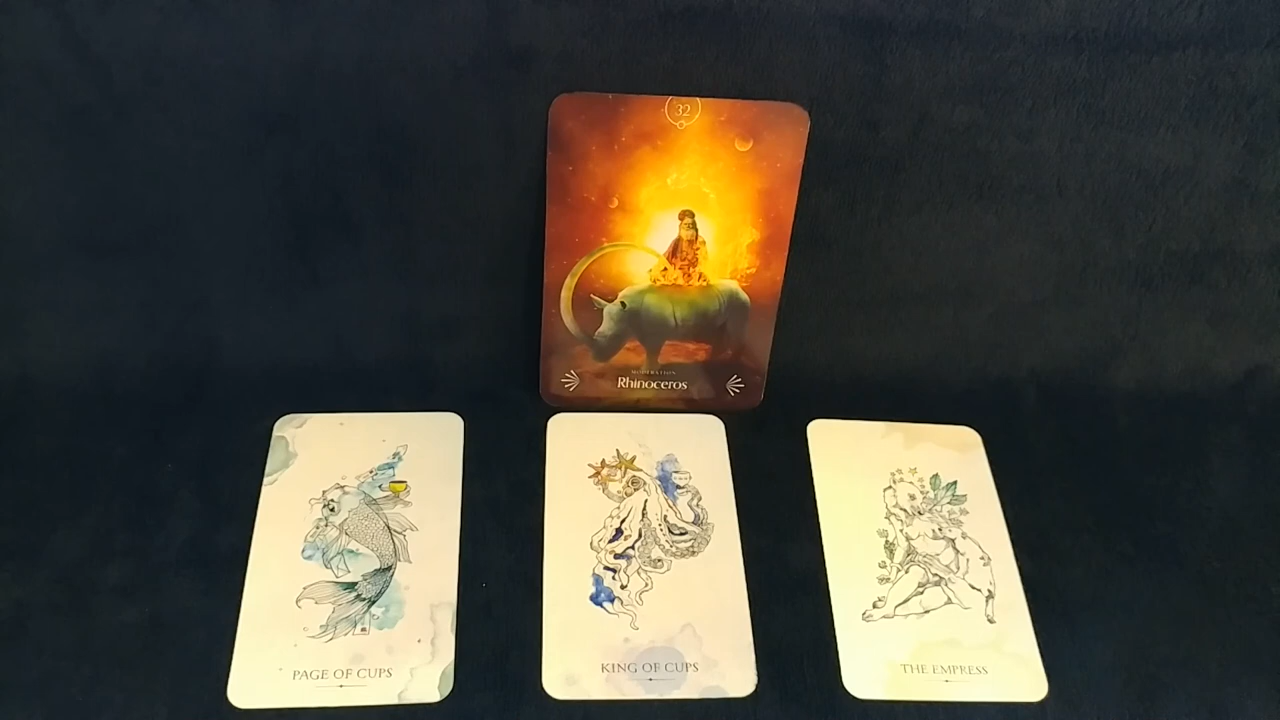 32
MODERATION
Rhinoceros
PAGE OF CUPS
KING OF CUPS
THE EMPRESS